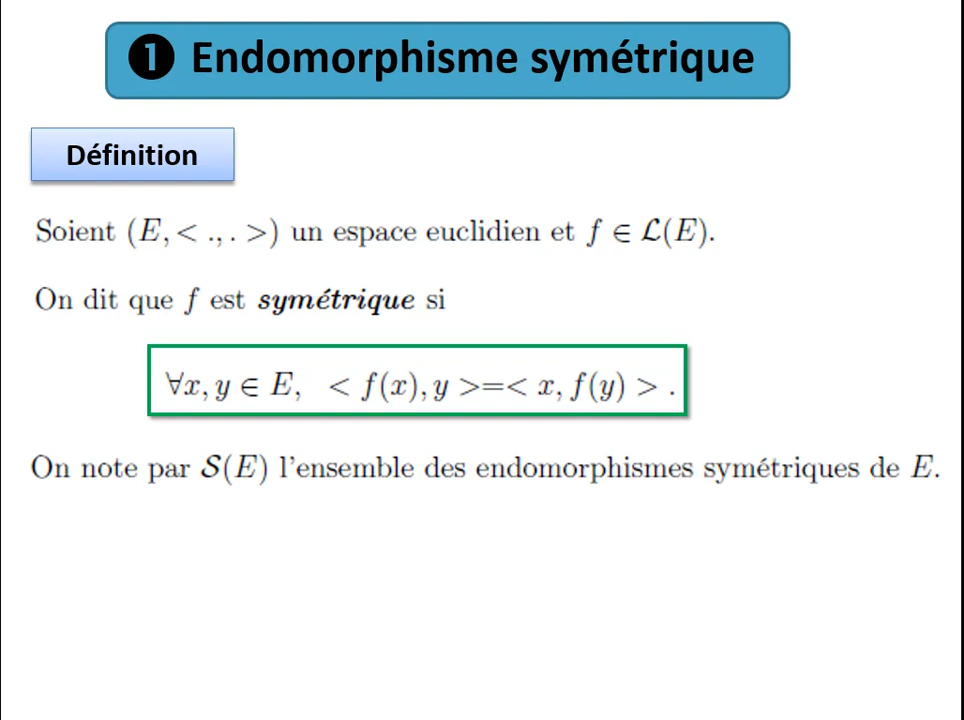 ❶ Endomorphisme symétrique
Définition
Soient (E, < ., . >) un espace euclidien et f ∈ ℒ(E).
On dit que f est symétrique si
∀x, y ∈ E, < f(x), y >=< x, f(y) > .
On note par 𝒮(E) l'ensemble des endomorphismes symétriques de E.